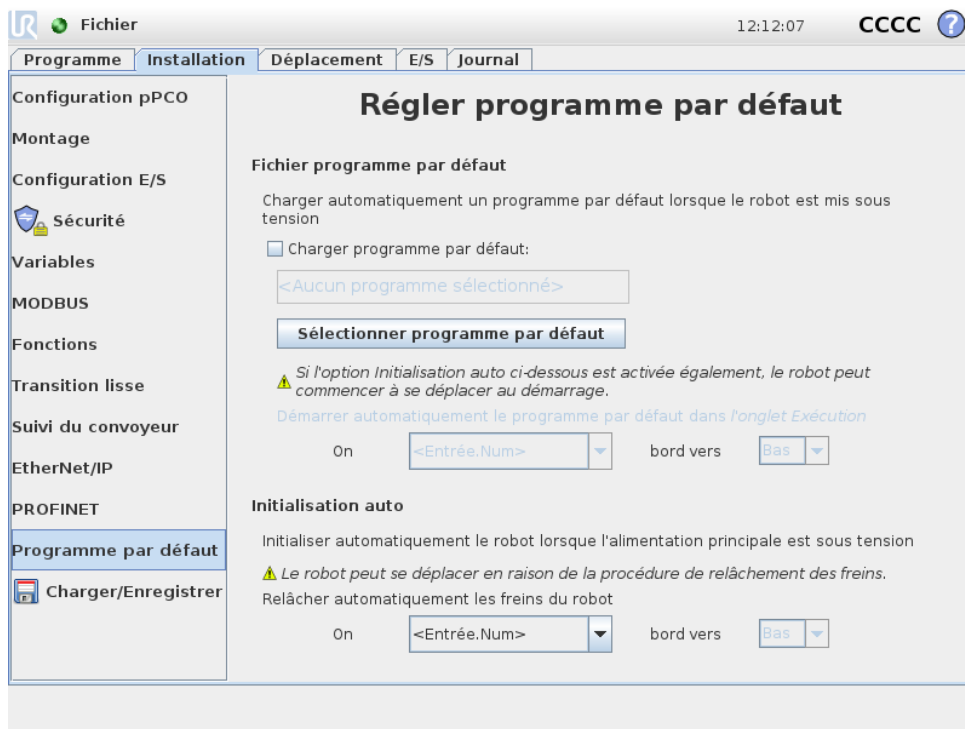 UR Fichier 12:12:07 CCCC ?
Programme Installation Déplacement E/S Journal
Configuration pPCO
Montage
Configuration E/S
Sécurité
Variables
MODBUS
Fonctions
Transition lisse
Suivi du convoyeur
EtherNet/IP
PROFINET
Programme par défaut
Charger/Enregistrer
Régler programme par défaut
Fichier programme par défaut
Charger automatiquement un programme par défaut lorsque le robot est mis sous
tension
Charger programme par défaut:
<Aucun programme sélectionné>
Sélectionner programme par défaut
Si l'option Initialisation auto ci-dessous est activée également, le robot peut
commencer à se déplacer au démarrage.
Démarrer automatiquement le programme par défaut dans l'onglet Exécution
On <Entrée.Num> bord vers Bas
Initialisation auto
Initialiser automatiquement le robot lorsque l'alimentation principale est sous tension
Le robot peut se déplacer en raison de la procédure de relâchement des freins.
Relâcher automatiquement les freins du robot
On <Entrée.Num> bord vers Bas